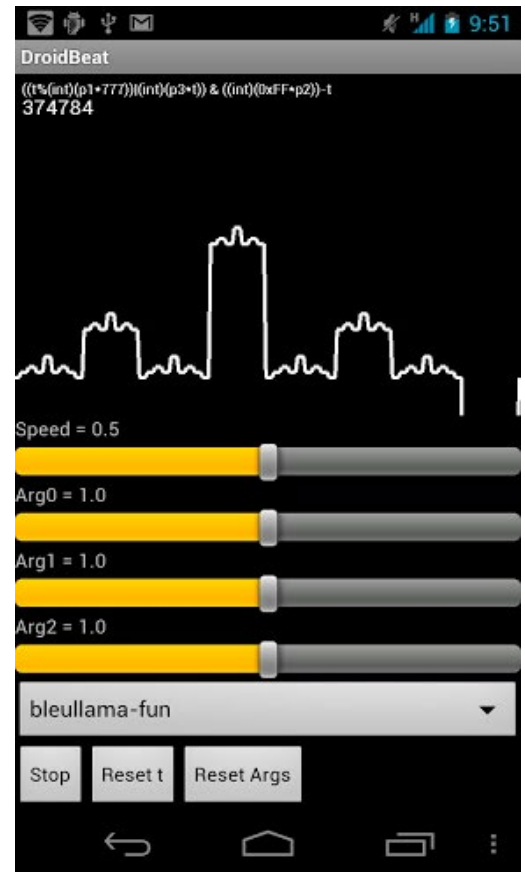 H 9:51
DroidBeat
((t%(int)(p1*777))|(int)(p3*t)) & ((int)(0xFF*p2))-t
374784
Speed = 0.5
Arg0 = 1.0
Arg1 = 1.0
Arg2 = 1.0
bleullama-fun
Stop Reset t Reset Args